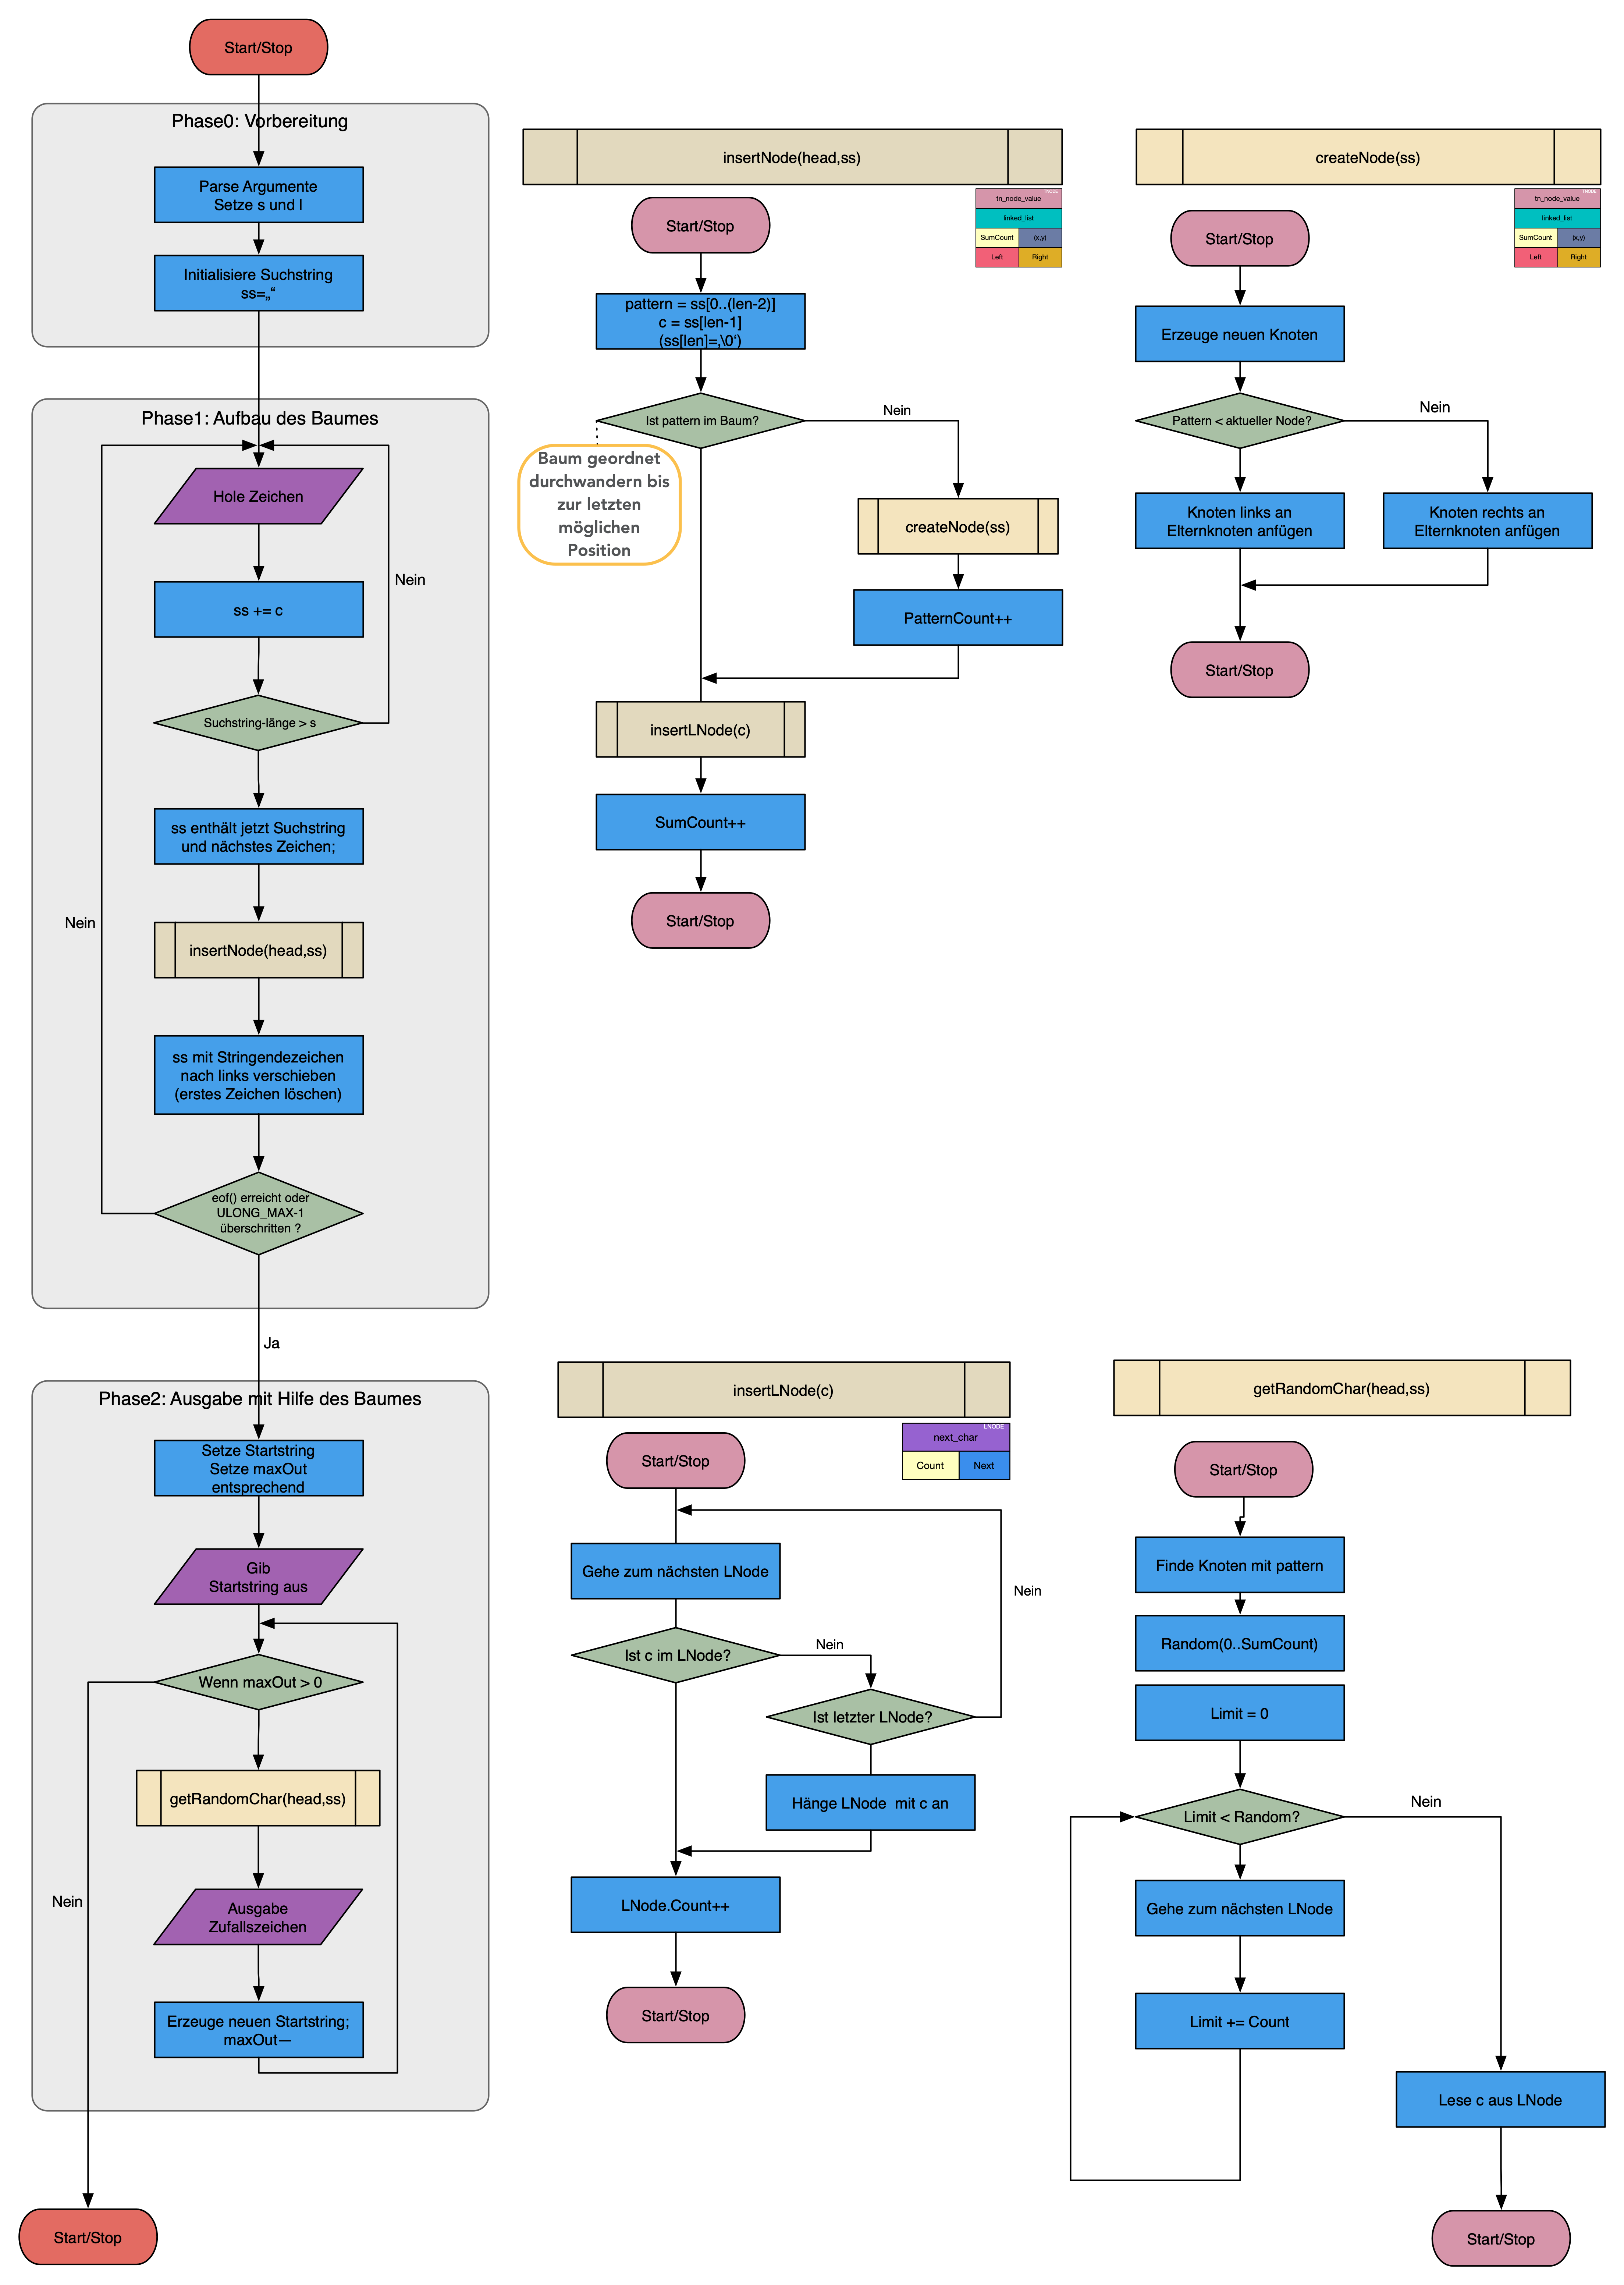 Start/Stop
Phase0: Vorbereitung
Parse Argumente
Setze s und l
Initialisiere Suchstring
ss=„“
Phase1: Aufbau des Baumes
Hole Zeichen
ss += c
Nein
Suchstring-länge > s
ss enthält jetzt Suchstring
und nächstes Zeichen;
Nein
insertNode(head,ss)
ss mit Stringendezeichen
nach links verschieben
(erstes Zeichen löschen)
eof() erreicht oder
ULONG_MAX-1
überschritten ?
Ja
Phase2: Ausgabe mit Hilfe des Baumes
Setze Startstring
Setze maxOut
entsprechend
Gib
Startstring aus
Wenn maxOut > 0
getRandomChar(head,ss)
Nein
Ausgabe
Zufallszeichen
Erzeuge neuen Startstring;
maxOut—
Start/Stop
insertNode(head,ss)
TNODE
tn_node_value
linked_list
SumCount
(x,y)
Left
Right
Start/Stop
pattern = ss[0..(len-2)]
c = ss[len-1]
(ss[len]=‚\0‘)
Ist pattern im Baum?
Nein
Baum geordnet
durchwandern bis
zur letzten
möglichen
Position
createNode(ss)
PatternCount++
insertLNode(c)
SumCount++
Start/Stop
createNode(ss)
TNODE
tn_node_value
linked_list
SumCount
(x,y)
Left
Right
Start/Stop
Erzeuge neuen Knoten
Pattern < aktueller Node?
Nein
Knoten links an
Elternknoten anfügen
Knoten rechts an
Elternknoten anfügen
Start/Stop
insertLNode(c)
LNODE
next_char
Count
Next
Start/Stop
Gehe zum nächsten LNode
Nein
Ist c im LNode?
Nein
Ist letzter LNode?
Hänge LNode  mit c an
LNode.Count++
Start/Stop
getRandomChar(head,ss)
Start/Stop
Finde Knoten mit pattern
Random(0..SumCount)
Limit = 0
Limit < Random?
Nein
Gehe zum nächsten LNode
Limit += Count
Lese c aus LNode
Start/Stop